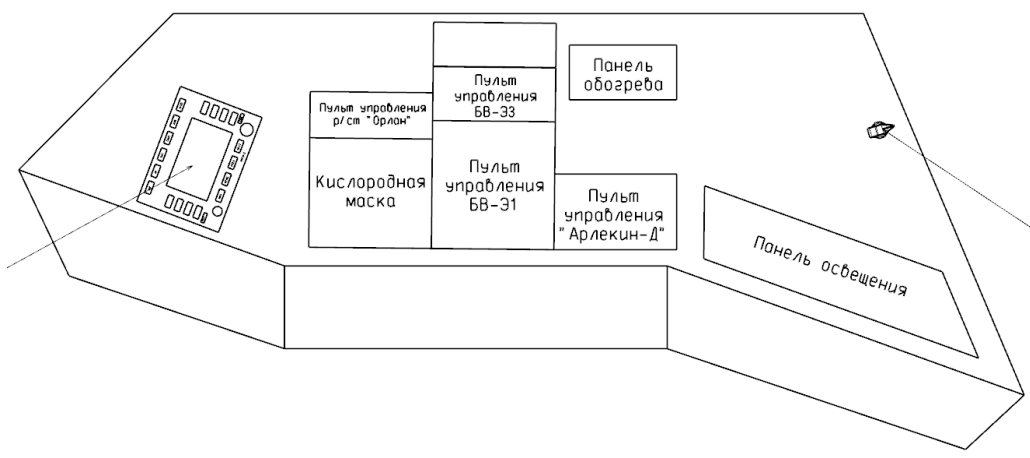 Панель
обогрева
Пульт
управления
БВ-ЭЗ
Пульт управления
р/ст "Орлан"
Кислородная
маска
Пульт
управления
БВ-Э1
Пульт
управления
"Арлекин-Д"
Панель освещения